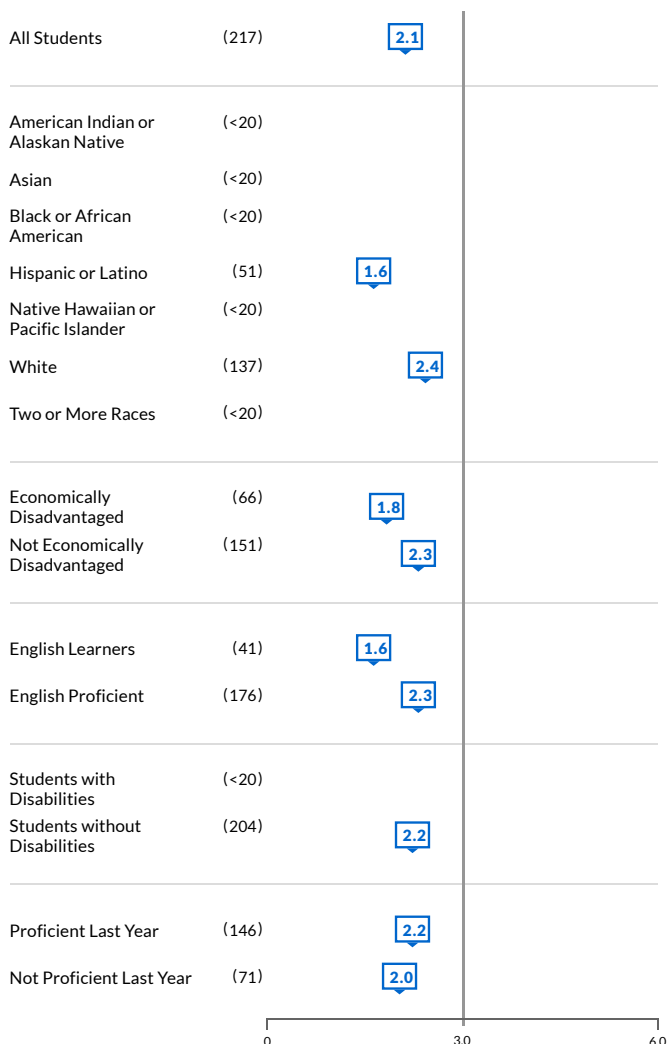 All Students (217) 2.1
American Indian or (<20)
Alaskan Native
Asian (<20)
Black or African (<20)
American
Hispanic or Latino (51) 1.6
Native Hawaiian or (<20)
Pacific Islander
White (137) 2.4
Two or More Races (<20)
Economically (66) 1.8
Disadvantaged
Not Economically (151) 2.3
Disadvantaged
English Learners (41) 1.6
English Proficient (176) 2.3
Students with (<20)
Disabilities
Students without (204) 2.2
Disabilities
Proficient Last Year (146) 2.2
Not Proficient Last Year (71) 2.0
0 3.0 6.0